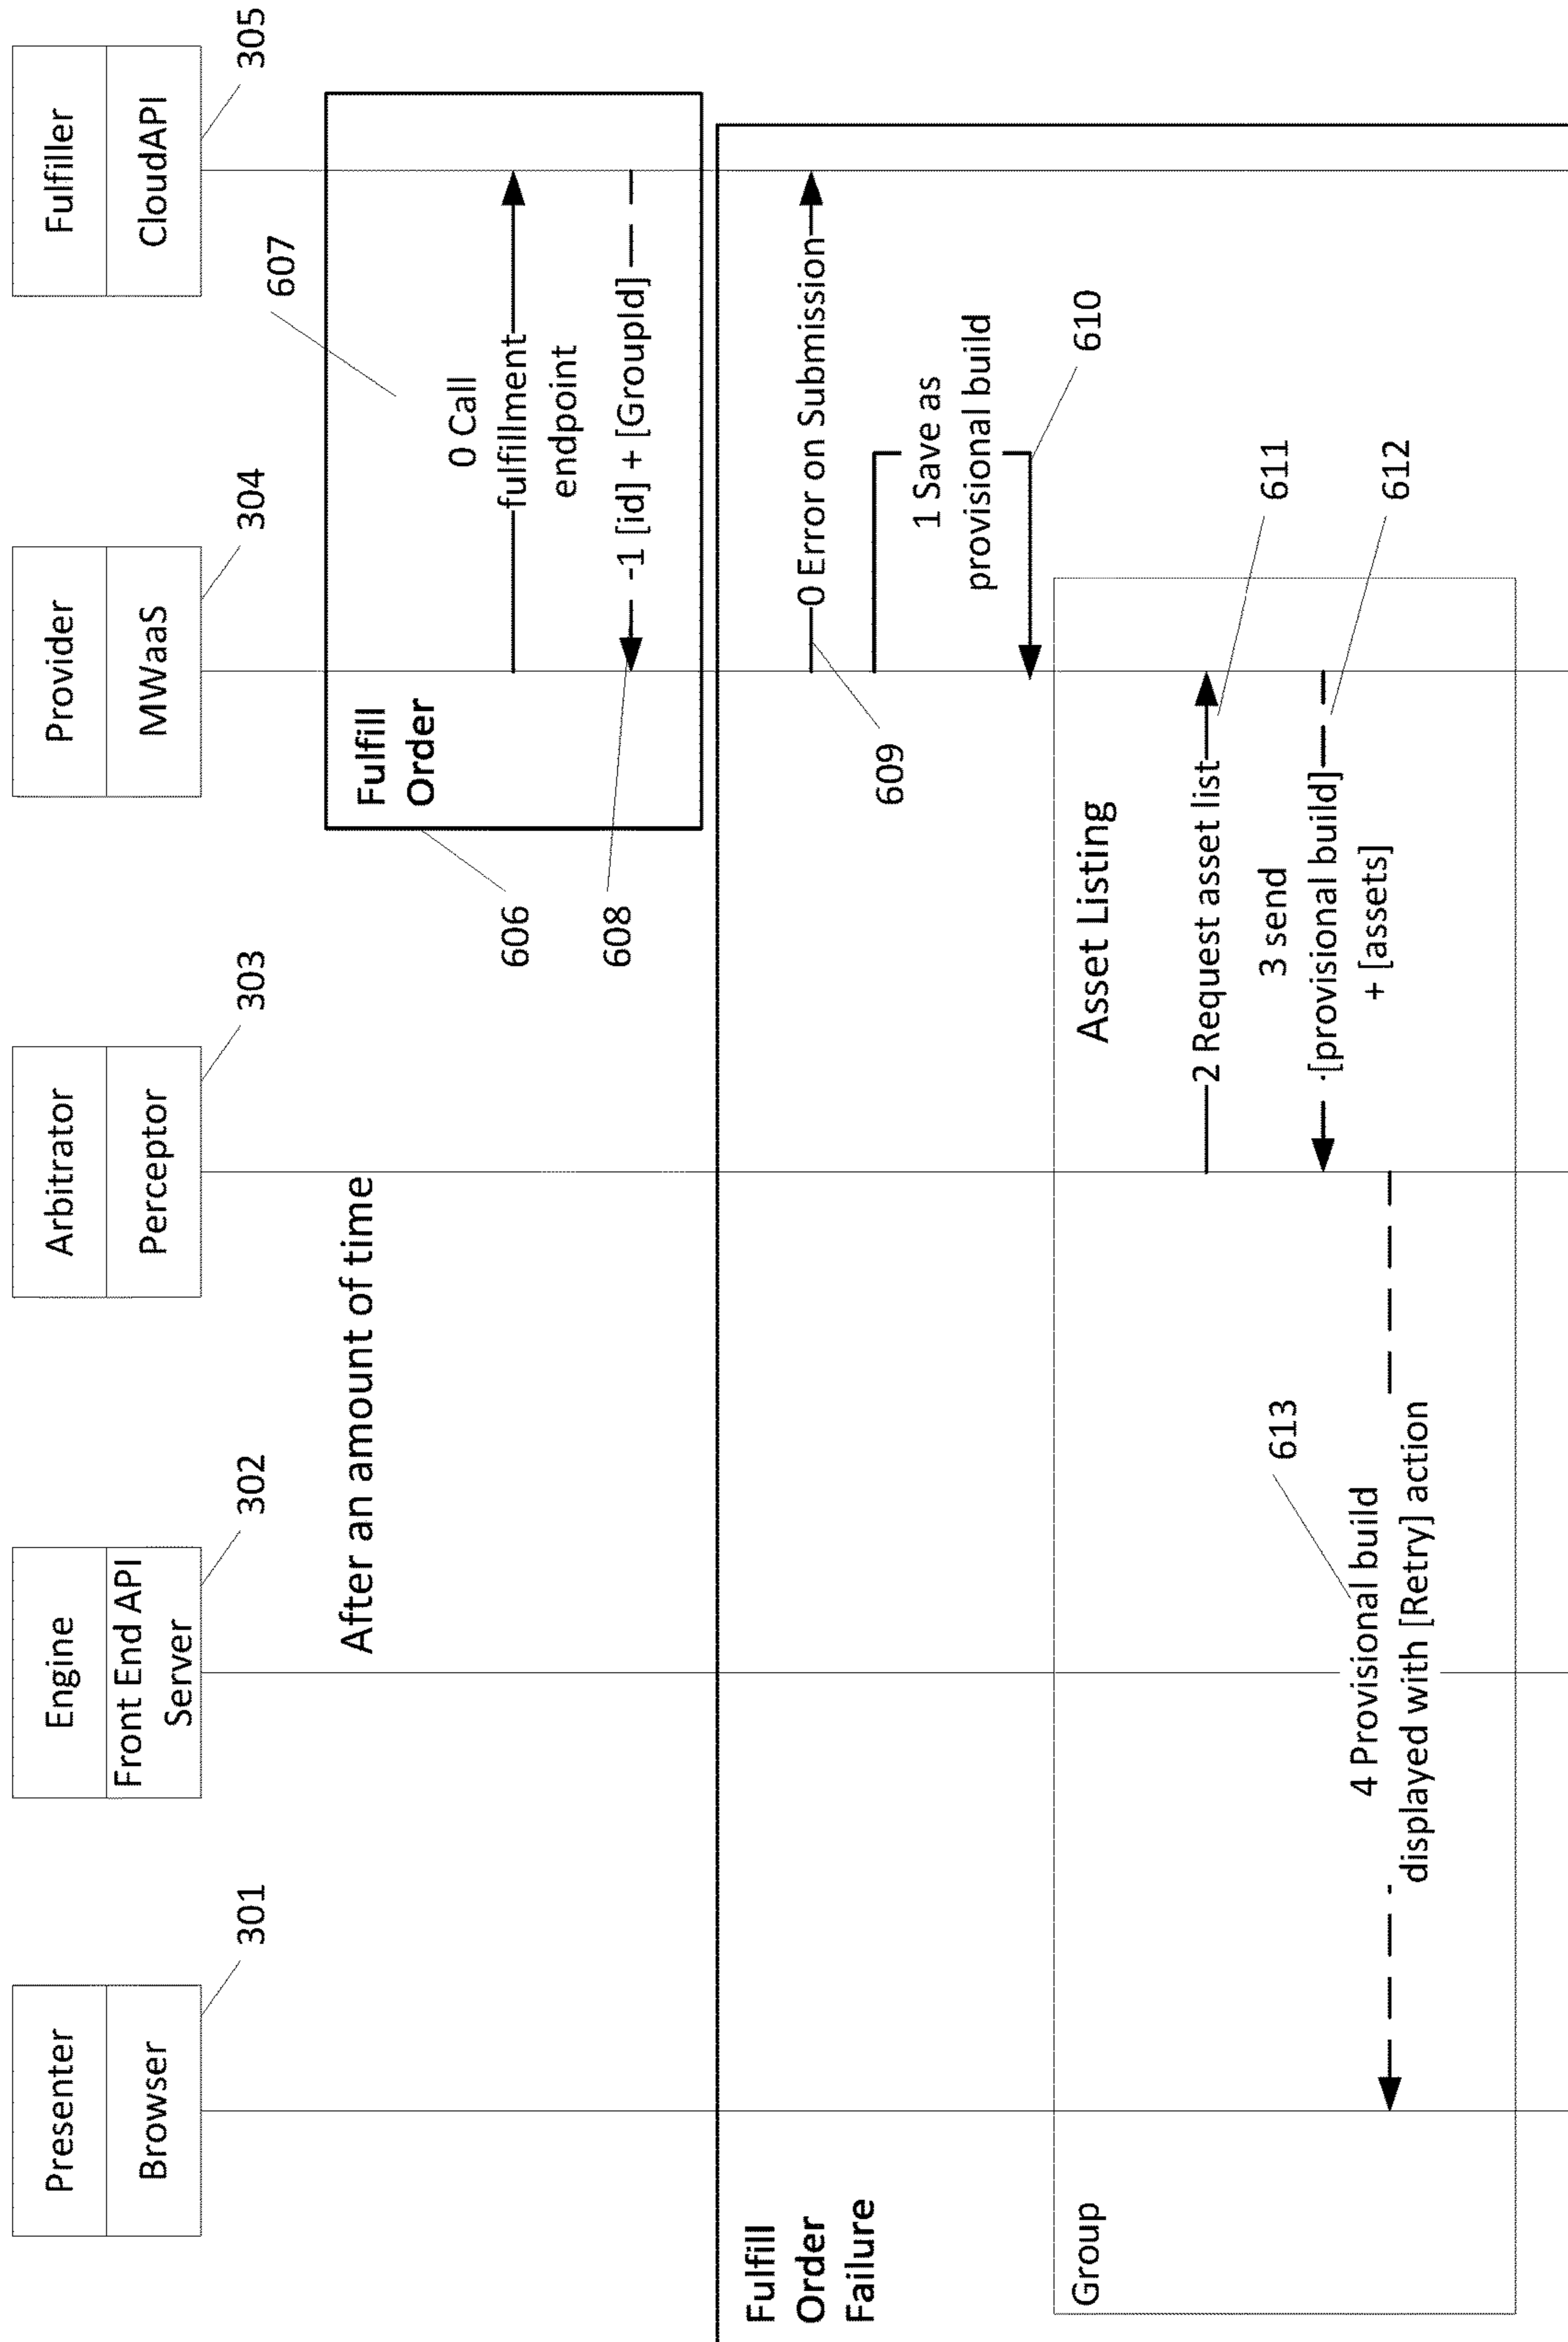 Presenter
Browser
301
Engine
Front End API
Server
302
Arbitrator
Perceptor
303
Provider
MWaaS
304
Fulfiller
CloudAPI
305
After an amount of time
Fulfill
Order
606
607
0 Call
fulfillment
endpoint
-1 [id] + [GroupId]
608
Fulfill
Order
Failure
0 Error on Submission
609
1 Save as
provisional build
610
Group
Asset Listing
2 Request asset list
611
3 send
[provisional build]
+ [assets]
612
4 Provisional build
displayed with [Retry] action
613